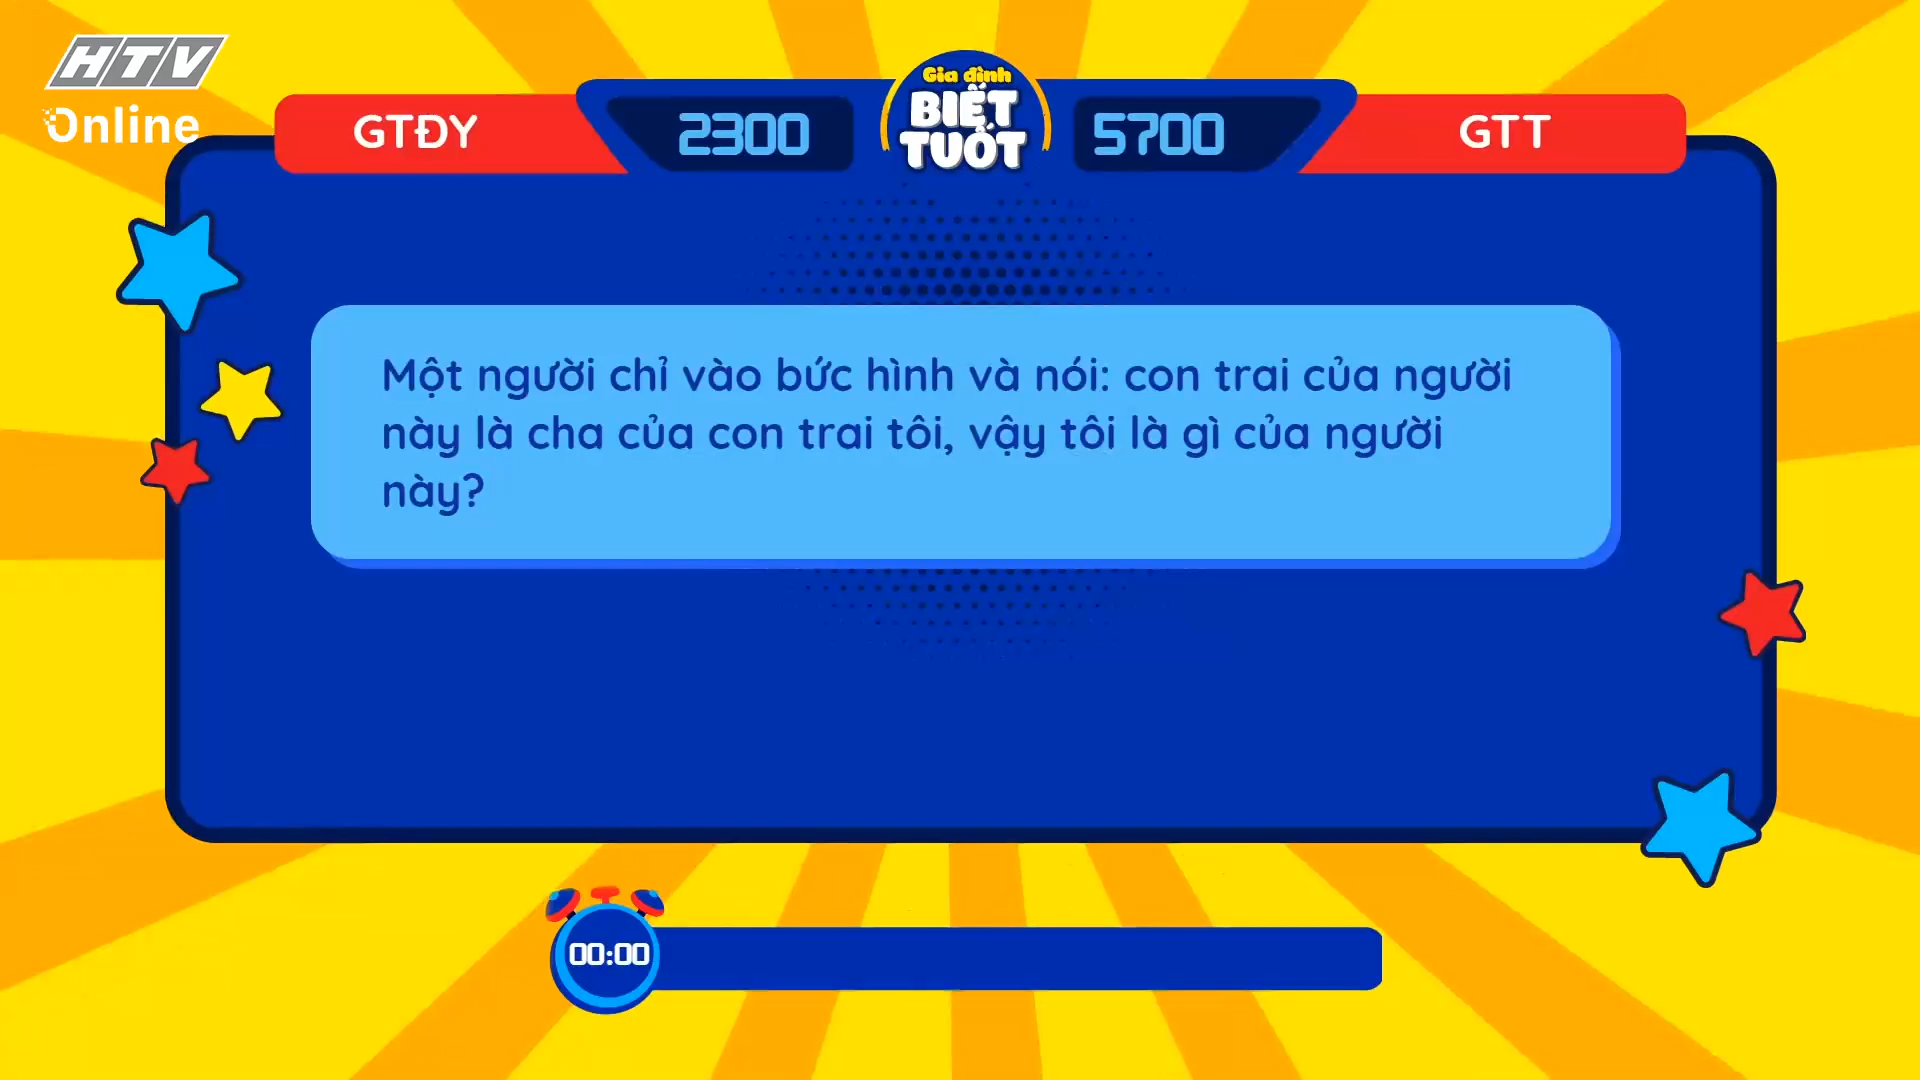 HTV
Online
GTĐY
2300
Gia đình
BIẾT
TUỐT
5700
GTT
Một người chỉ vào bức hình và nói: con trai của người
này là cha của con trai tôi, vậy tôi là gì của người
này?
00:00